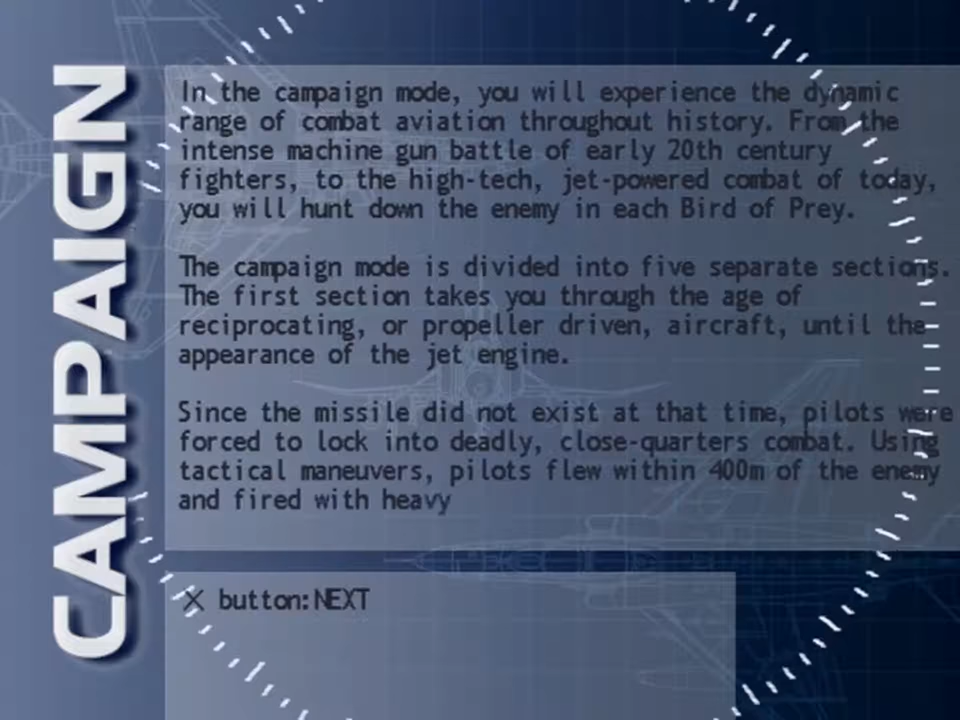 CAMPAIGN
In the campaign mode, you will experience the dynamic
range of combat aviation throughout history. From the
intense machine gun battle of early 20th century
fighters, to the high-tech, jet-powered combat of today,
you will hunt down the enemy in each Bird of Prey.
The campaign mode is divided into five separate sections.
The first section takes you through the age of
reciprocating, or propeller driven, aircraft, until the
appearance of the jet engine.
Since the missile did not exist at that time, pilots were
forced to lock into deadly, close-quarters combat. Using
tactical maneuvers, pilots flew within 400m of the enemy
and fired with heavy
X button:NEXT